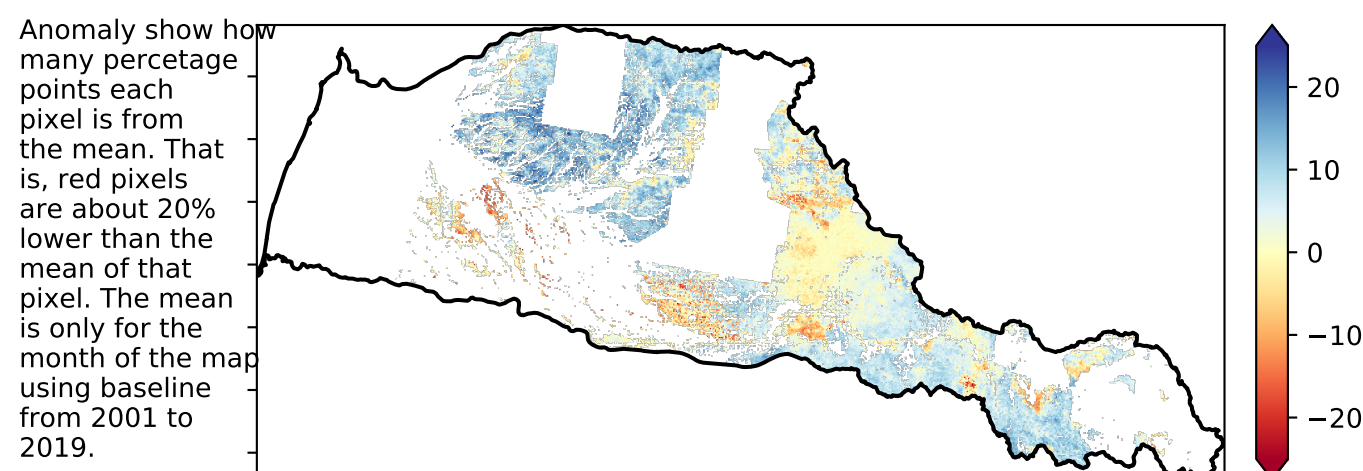 Anomaly show how
many percetage
points each
pixel is from
the mean. That
is, red pixels
are about 20%
lower than the
mean of that
pixel. The mean
is only for the
month of the map
using baseline
from 2001 to
2019.
20
10
0
−10
−20